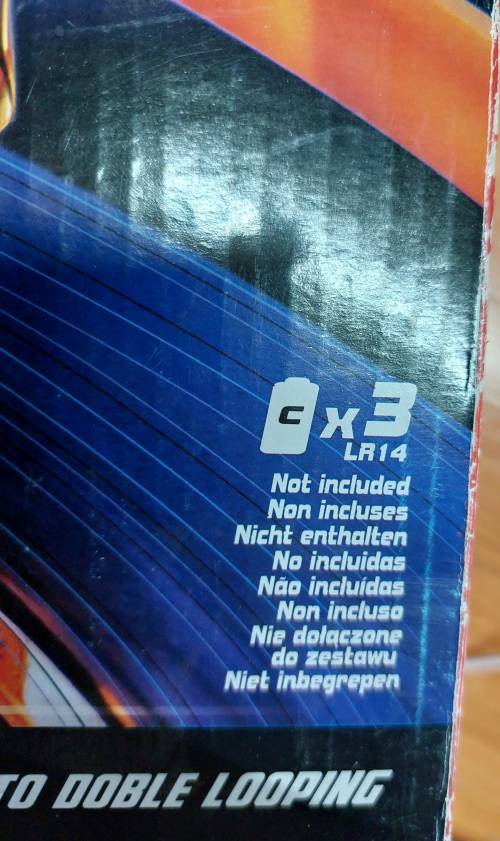 C x3
LR14
Not included
Non incluses
Nicht enthalten
No incluidas
Não incluídas
Non incluso
Nie dołaczone
do zestawu
Niet inbegrepen
TO DOBLE LOOPING